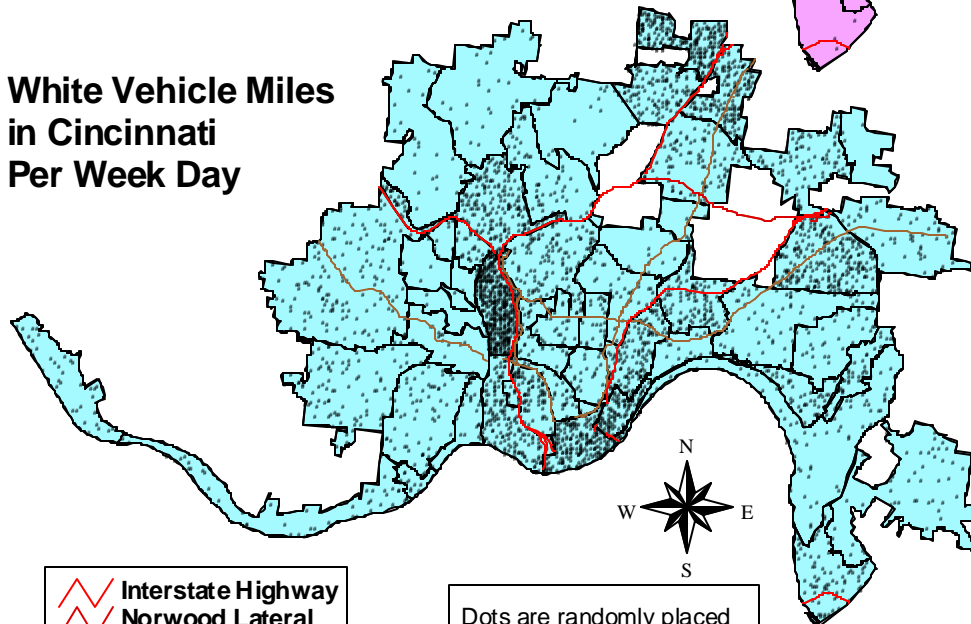 White Vehicle Miles
in Cincinnati
Per Week Day
N
W
E
S
Interstate Highway
Norwood Lateral
Dots are randomly placed